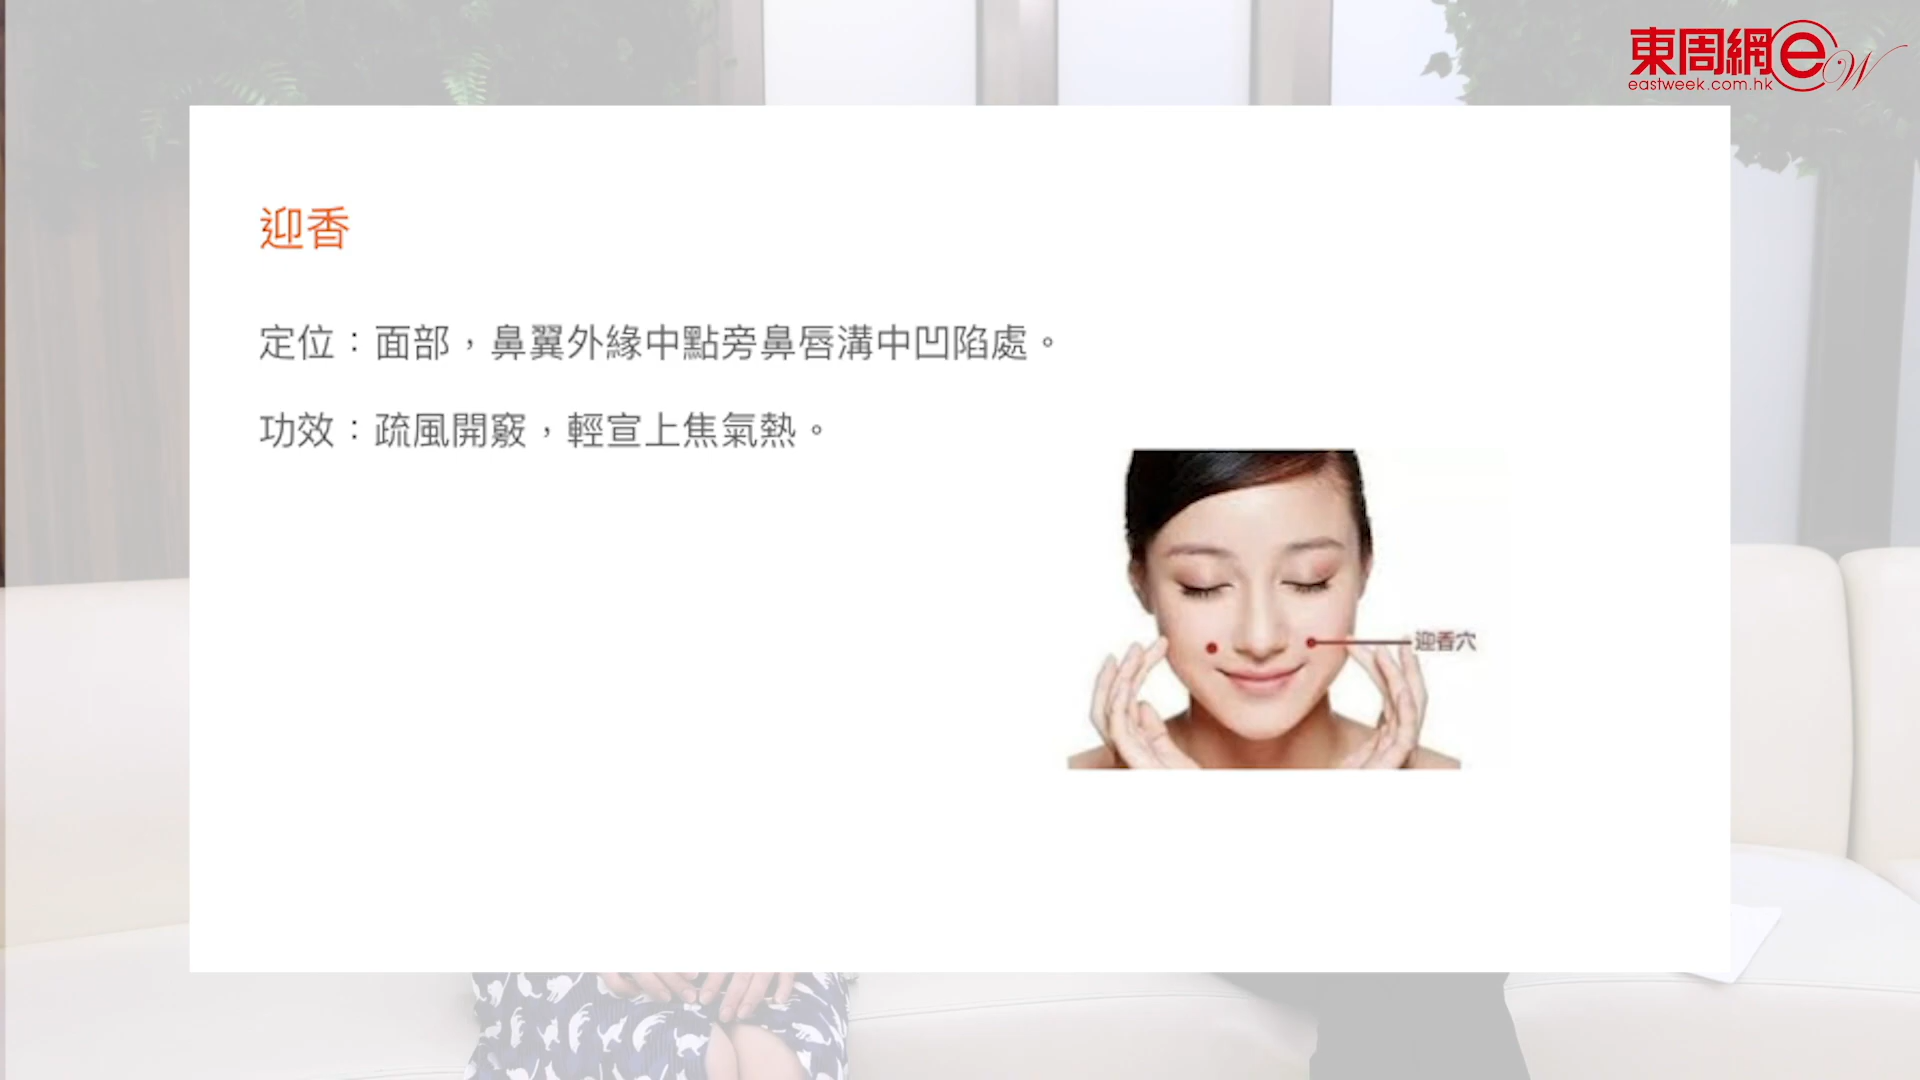 東周網
eastweek.com.hk
迎香
定位：面部，鼻翼外緣中點旁鼻唇溝中凹陷處。
功效：疏風開竅，輕宣上焦氣熱。
迎香穴